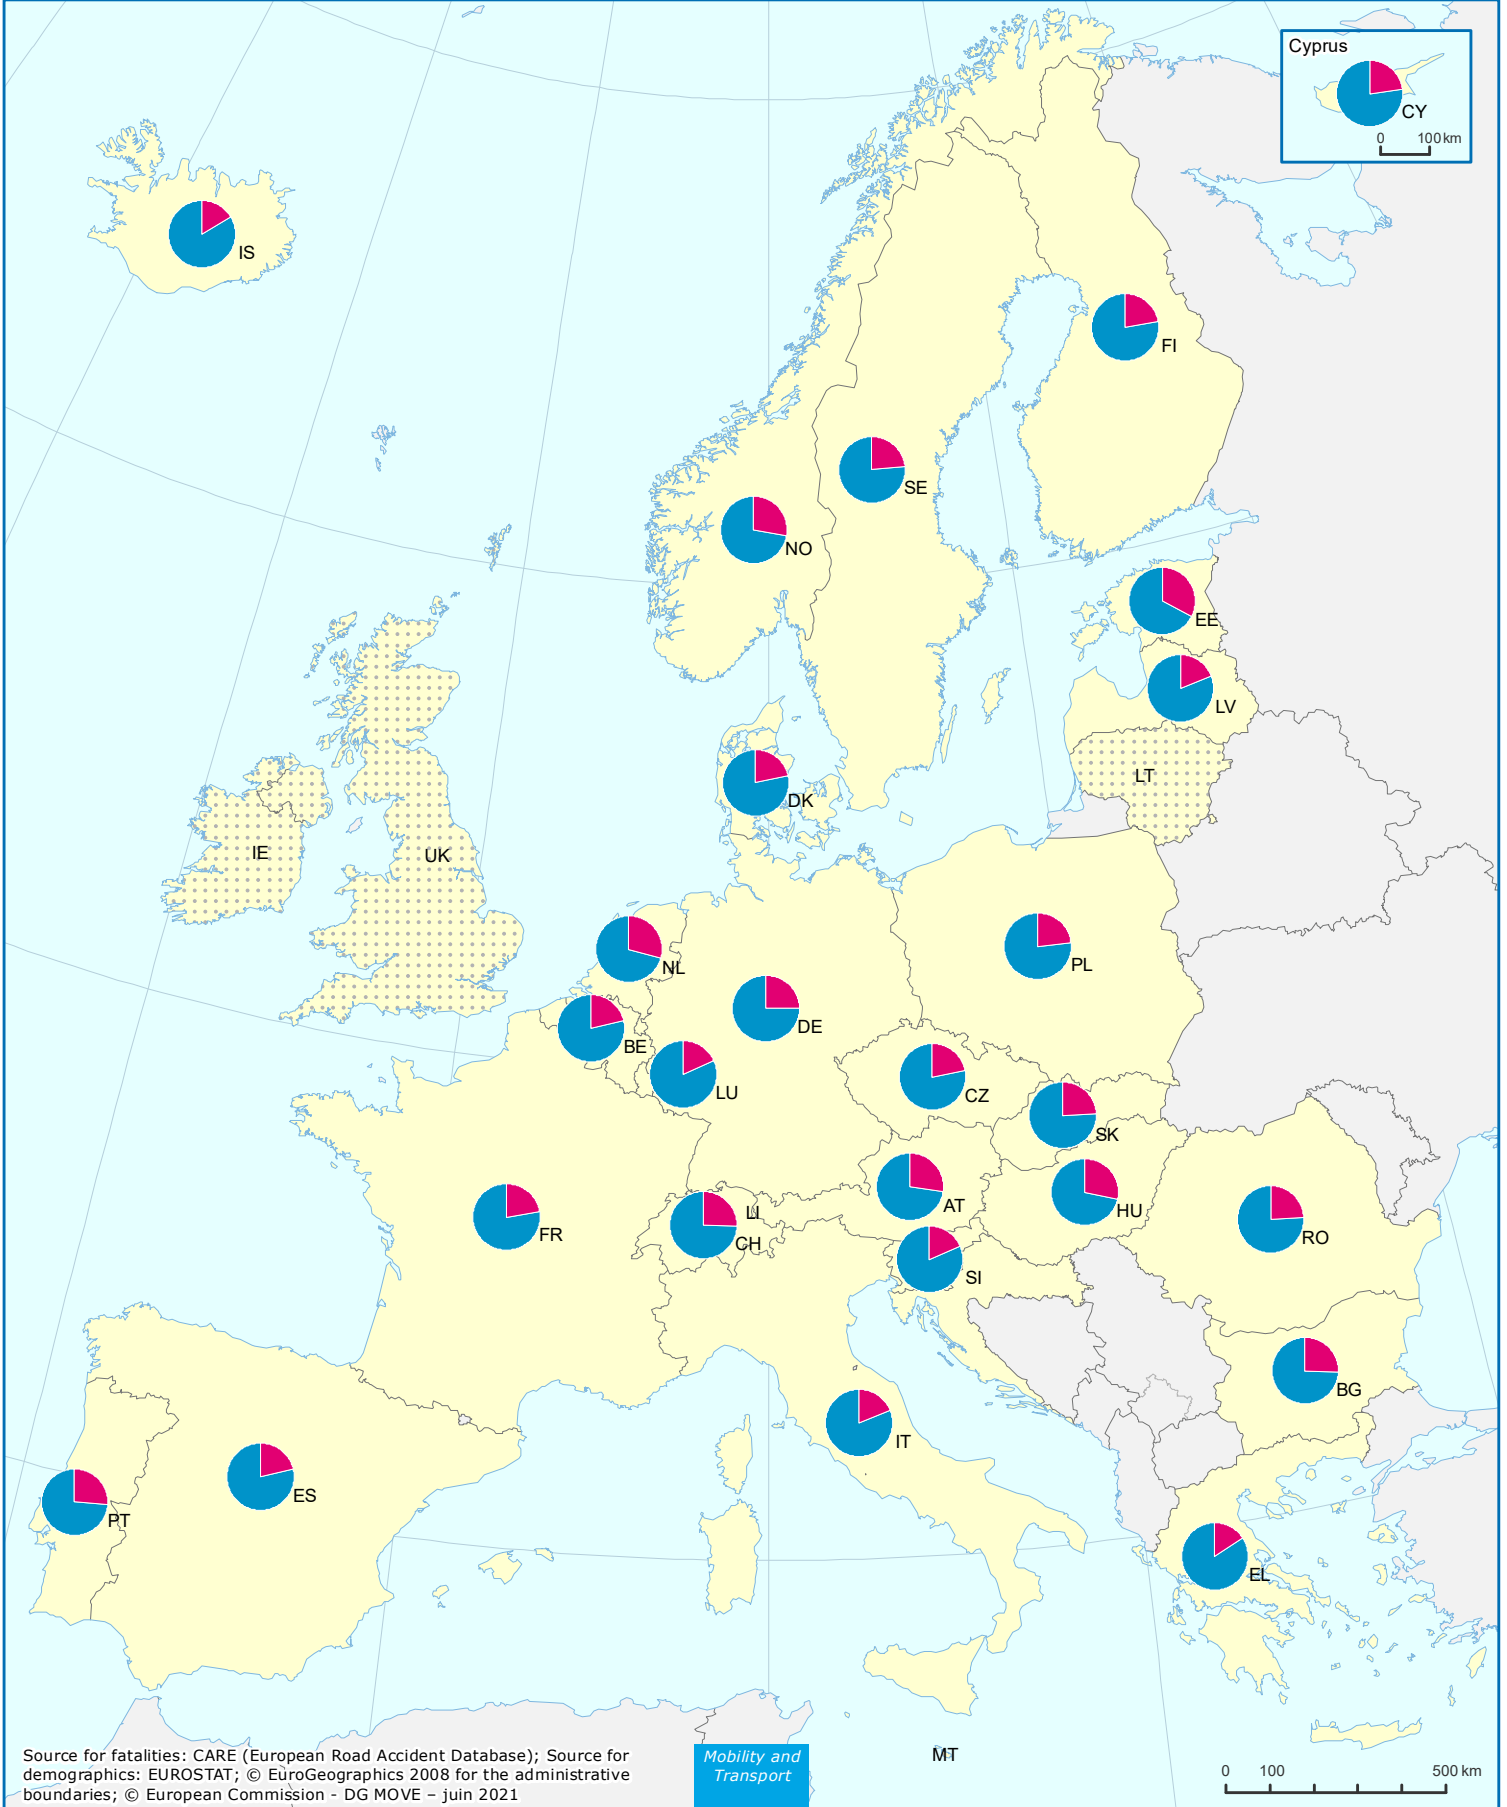 Cyprus
CY
0 100 km
IS
FI
SE
NO
EE
LV
LT
DK
IE
UK
NL
PL
DE
BE
LU
CZ
SK
AT
HU
LI
CH
FR
RO
SI
BG
IT
ES
PT
EL
MT
Source for fatalities: CARE (European Road Accident Database); Source for
demographics: EUROSTAT; © EuroGeographics 2008 for the administrative
boundaries; © European Commission - DG MOVE – juin 2021
Mobility and
Transport
0 100 500 km